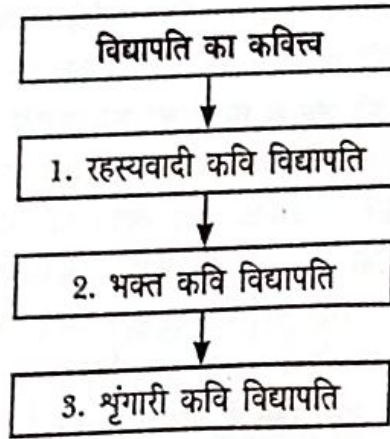 विद्यापति का कवित्त्व
1. रहस्यवादी कवि विद्यापति
2. भक्त कवि विद्यापति
3. शृंगारी कवि विद्यापति